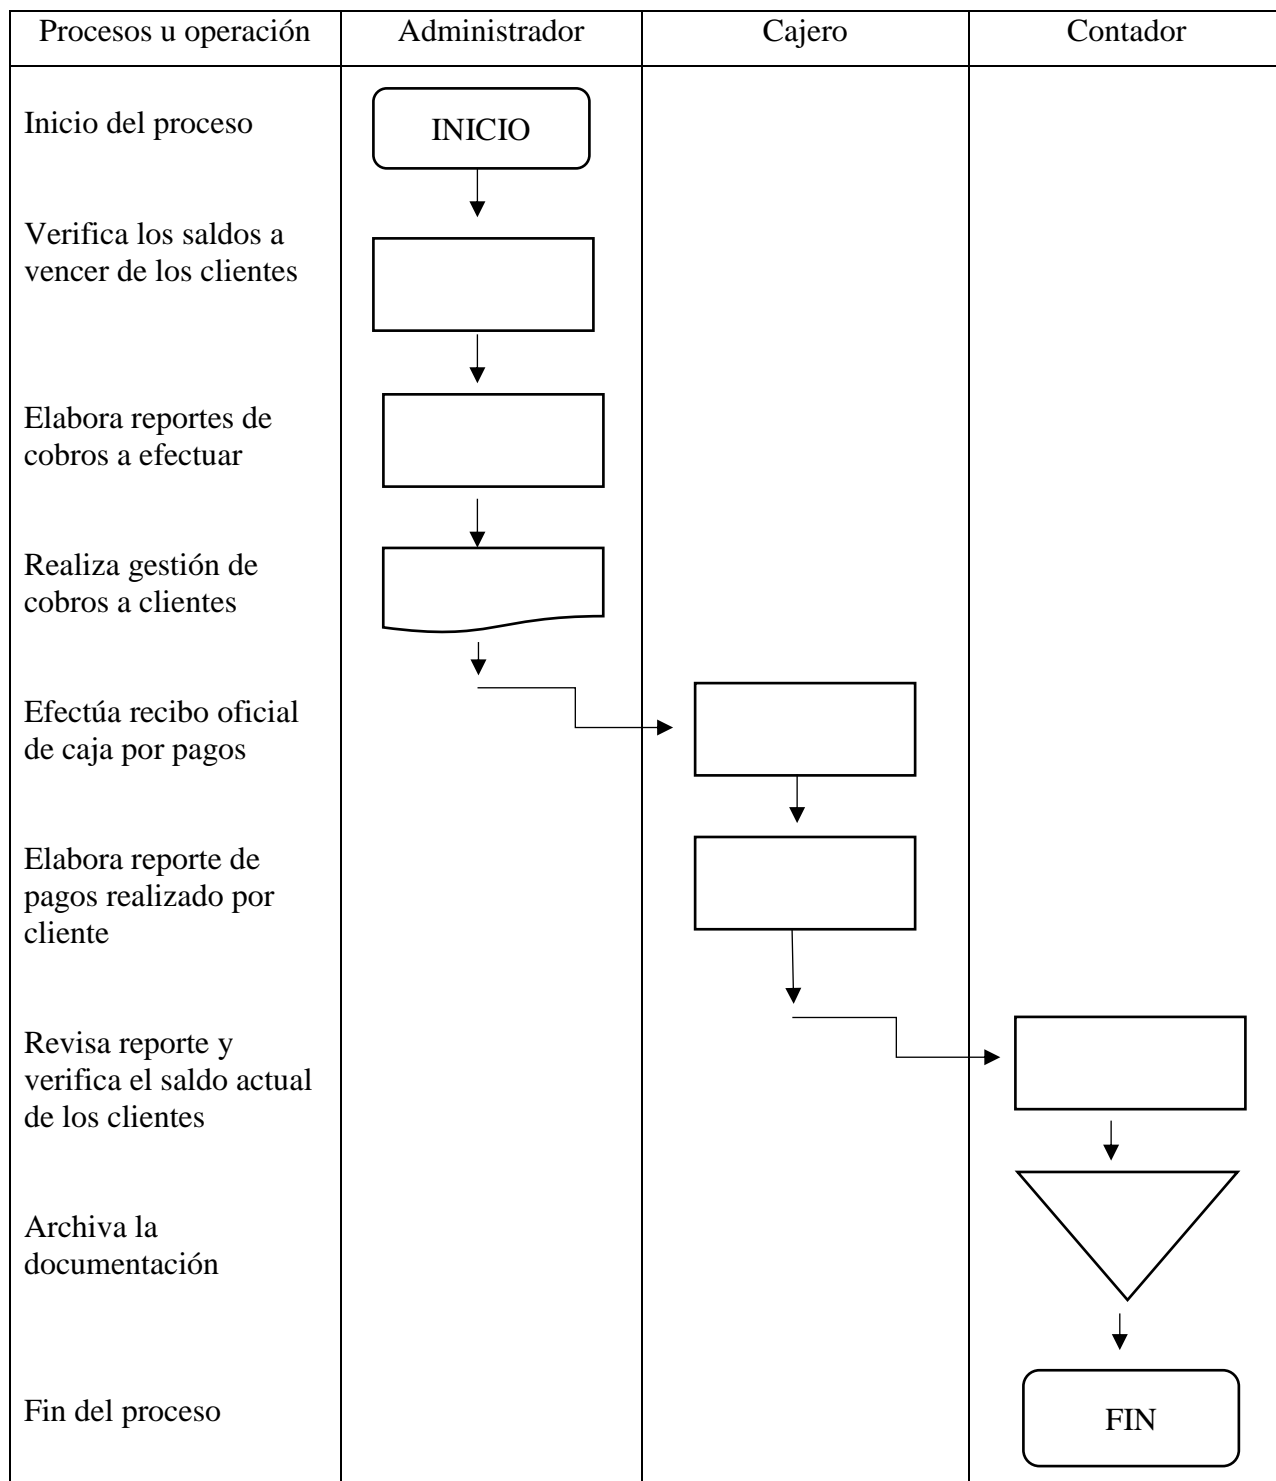 Procesos u operación
Administrador
Cajero
Contador
Inicio del proceso
INICIO
Verifica los saldos a
vencer de los clientes
Elabora reportes de
cobros a efectuar
Realiza gestión de
cobros a clientes
Efectúa recibo oficial
de caja por pagos
Elabora reporte de
pagos realizado por
cliente
Revisa reporte y
verifica el saldo actual
de los clientes
Archiva la
documentación
Fin del proceso
FIN